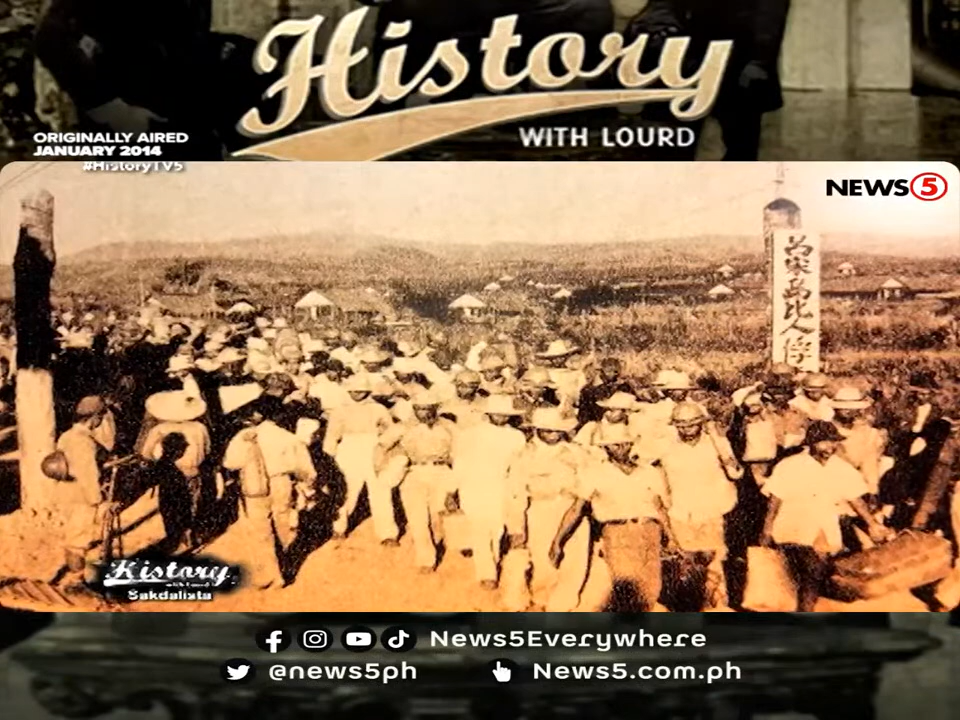 History
WITH LOURD
ORIGINALLY AIRED
JANUARY 2014
#HistoryTV5
NEWS5
History
Sakdalista
News5Everywhere
@news5ph
News5.com.ph